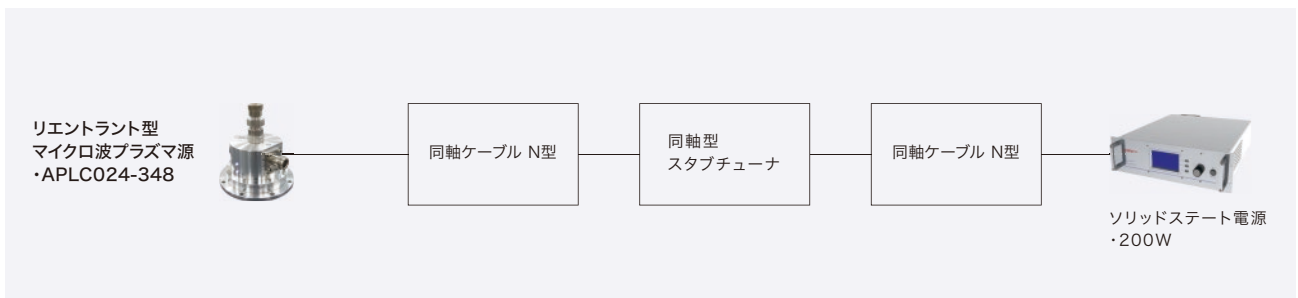 リエントラント型
マイクロ波プラズマ源
・APLC024-348
同軸ケーブル N型
同軸型
スタブチューナ
同軸ケーブル N型
ソリッドステート電源
・200W